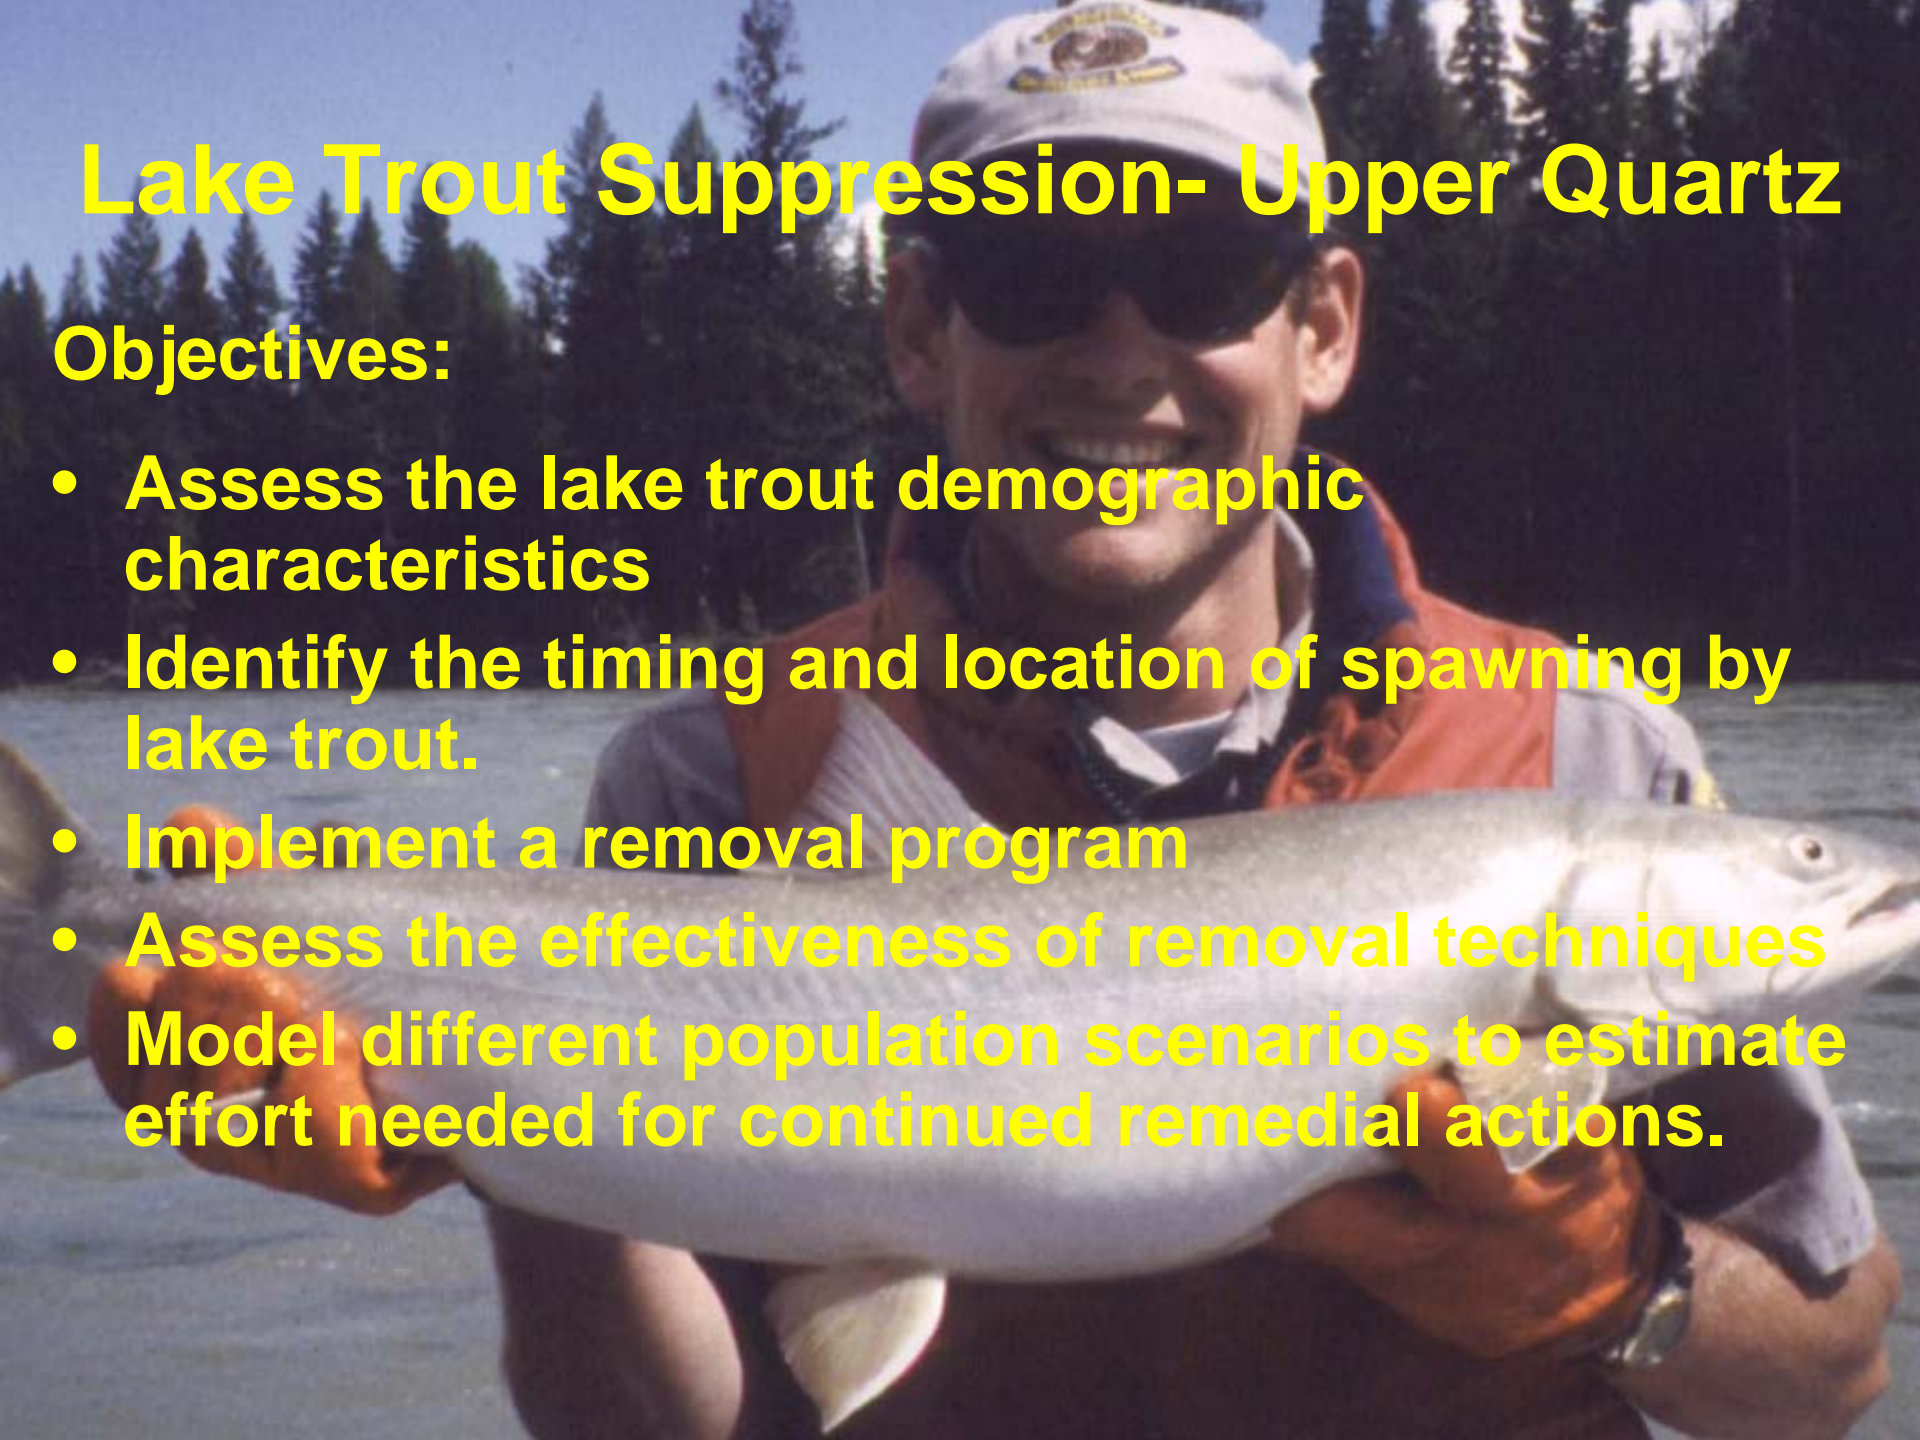 Lake Trout Suppression- Upper Quartz
Objectives:
• Assess the lake trout demographic
characteristics
• Identify the timing and location of spawning by
lake trout.
• Implement a removal program
• Assess the effectiveness of removal techniques
• Model different population scenarios to estimate
effort needed for continued remedial actions.